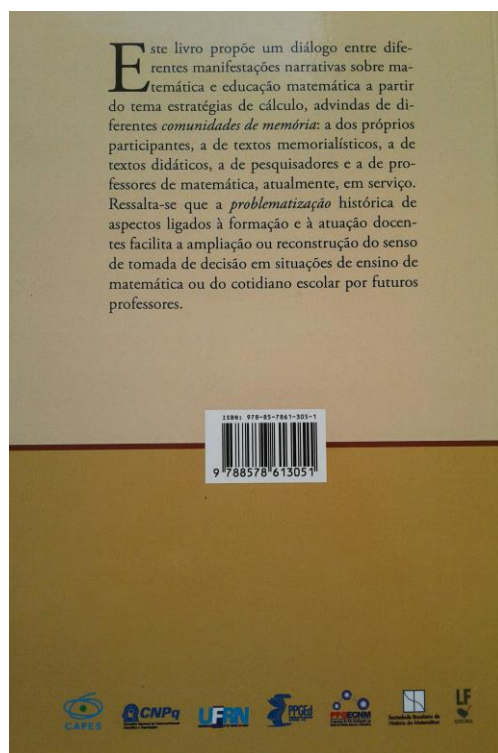 Este livro propõe um diálogo entre dife-
rentes manifestações narrativas sobre ma-
temática e educação matemática a partir
do tema estratégias de cálculo, advindas de di-
ferentes comunidades de memória: a dos próprios
participantes, a de textos memorialísticos, a de
textos didáticos, a de pesquisadores e a de pro-
fessores de matemática, atualmente, em serviço.
Ressalta-se que a problematização histórica de
aspectos ligados à formação e à atuação docen-
tes facilita a ampliação ou reconstrução do senso
de tomada de decisão em situações de ensino de
matemática ou do cotidiano escolar por futuros
professores.
ISBN: 978-85-7861-305-1
9 788578 613051
CAPES
CNPq
UFRN
PPGEd
PPGECNM
Sociedade Brasileira de
História da Matemática
LF
EDITORIAL